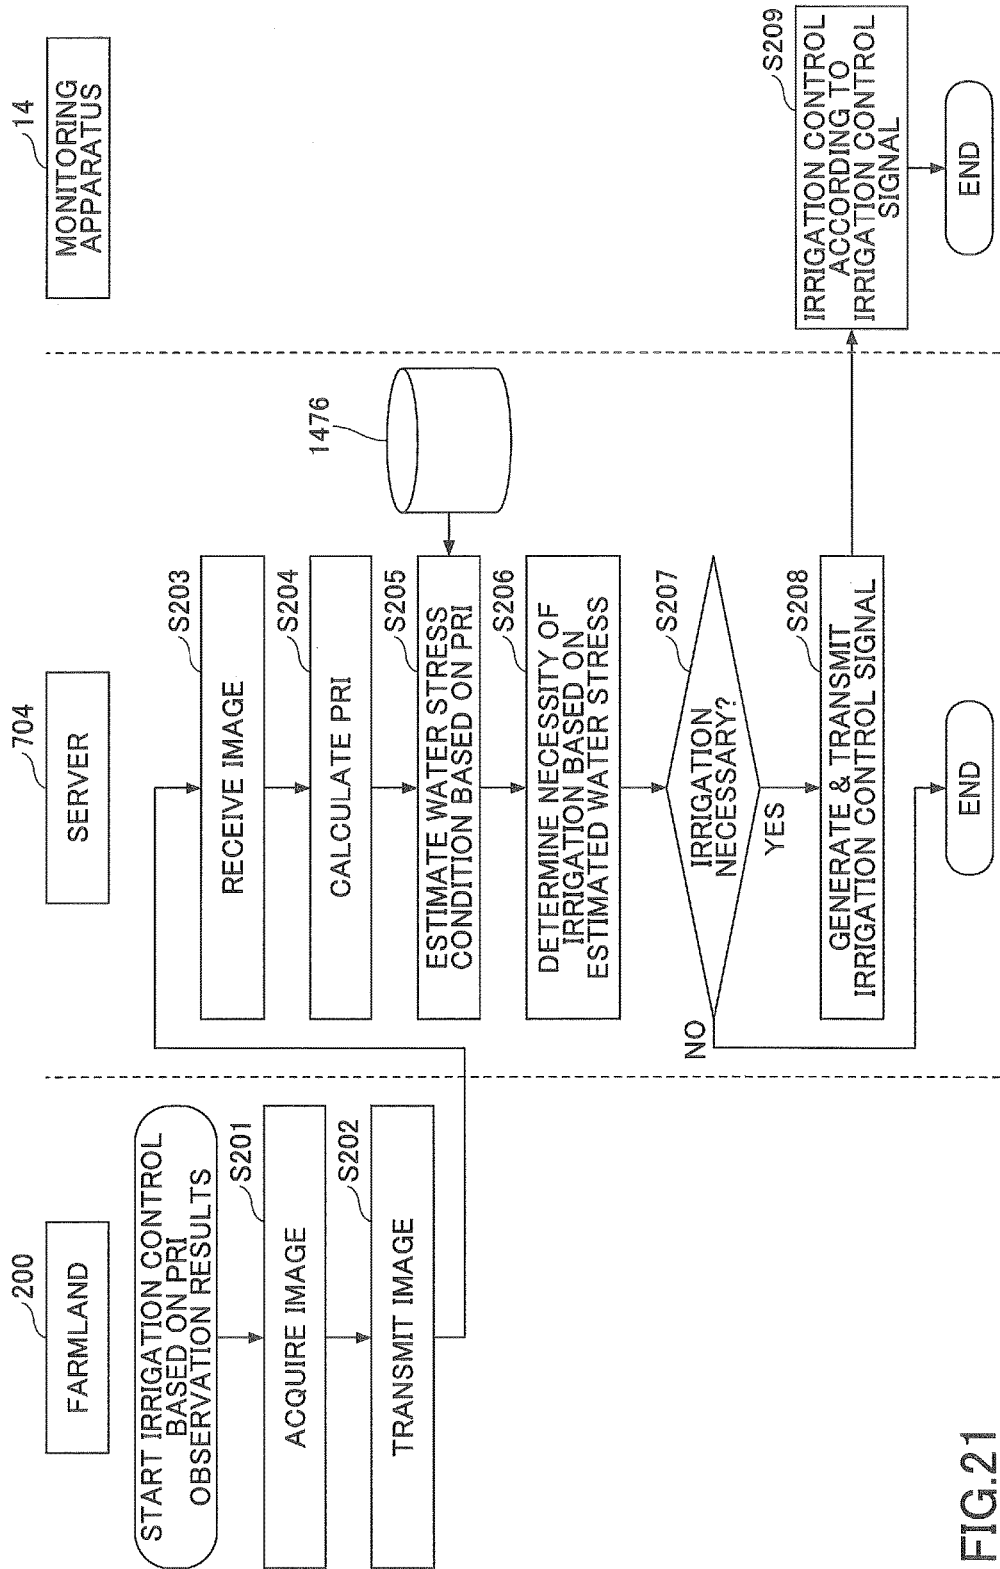 200
FARMLAND
START IRRIGATION CONTROL
BASED ON PRI
OBSERVATION RESULTS
S201
ACQUIRE IMAGE
S202
TRANSMIT IMAGE
704
SERVER
S203
RECEIVE IMAGE
S204
CALCULATE PRI
1476
S205
ESTIMATE WATER STRESS
CONDITION BASED ON PRI
S206
DETERMINE NECESSITY OF
IRRIGATION BASED ON
ESTIMATED WATER STRESS
S207
IRRIGATION
NECESSARY?
NO
YES
S208
GENERATE & TRANSMIT
IRRIGATION CONTROL SIGNAL
END
14
MONITORING
APPARATUS
S209
IRRIGATION CONTROL
ACCORDING TO
IRRIGATION CONTROL
SIGNAL
END
FIG.21